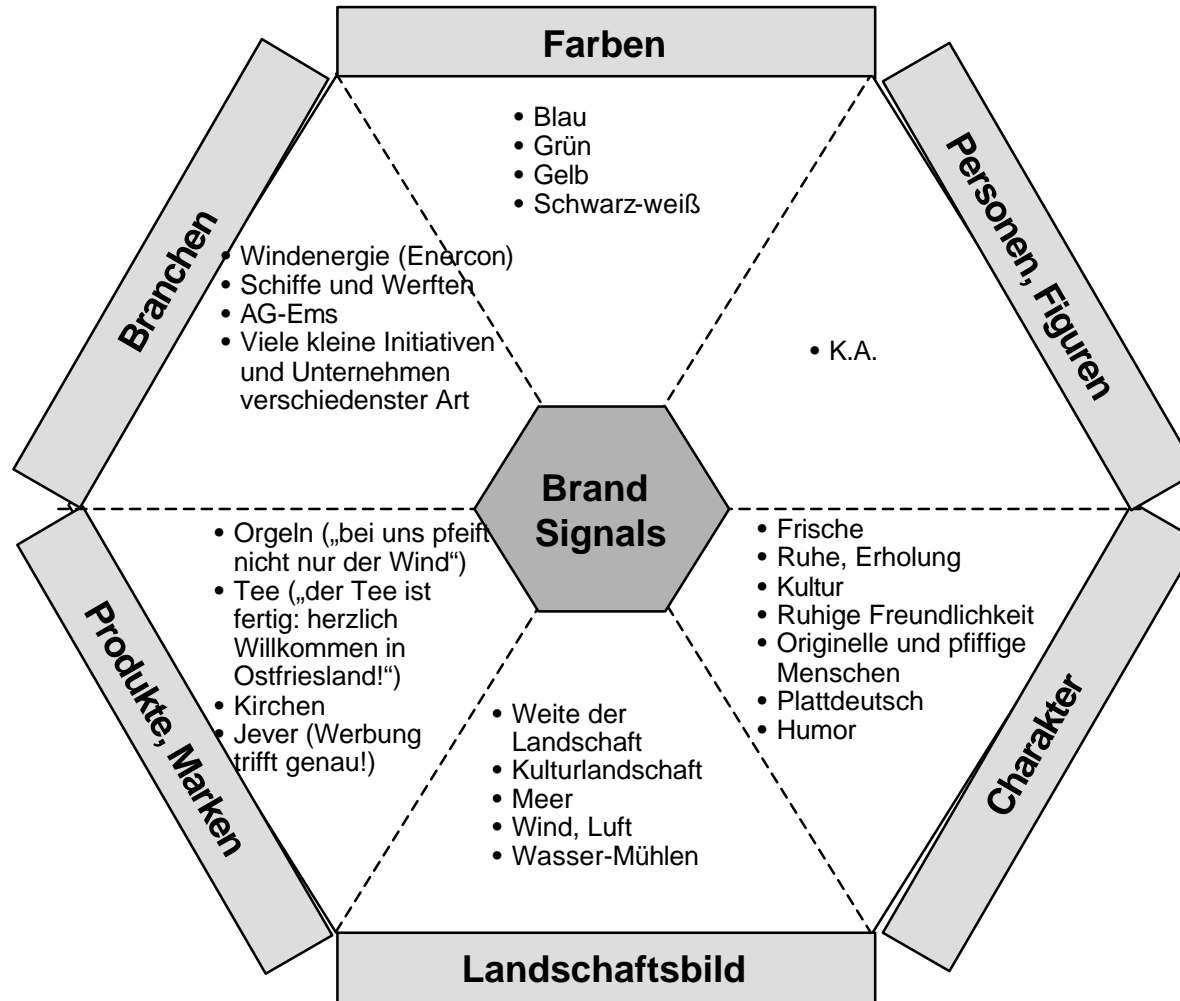 Farben
• Blau
• Grün
• Gelb
• Schwarz-weiß
Personen, Figuren
• K.A.
Charakter
• Frische
• Ruhe, Erholung
• Kultur
• Ruhige Freundlichkeit
• Originelle und pfiffige
Menschen
• Plattdeutsch
• Humor
Landschaftsbild
• Weite der
Landschaft
• Kulturlandschaft
• Meer
• Wind, Luft
• Wasser-Mühlen
Produkte, Marken
• Orgeln („bei uns pfeift
nicht nur der Wind“)
• Tee („der Tee ist
fertig: herzlich
Willkommen in
Ostfriesland!“)
• Kirchen
• Jever (Werbung
trifft genau!)
Branchen
• Windenergie (Enercon)
• Schiffe und Werften
• AG-Ems
• Viele kleine Initiativen
und Unternehmen
verschiedenster Art
Brand
Signals